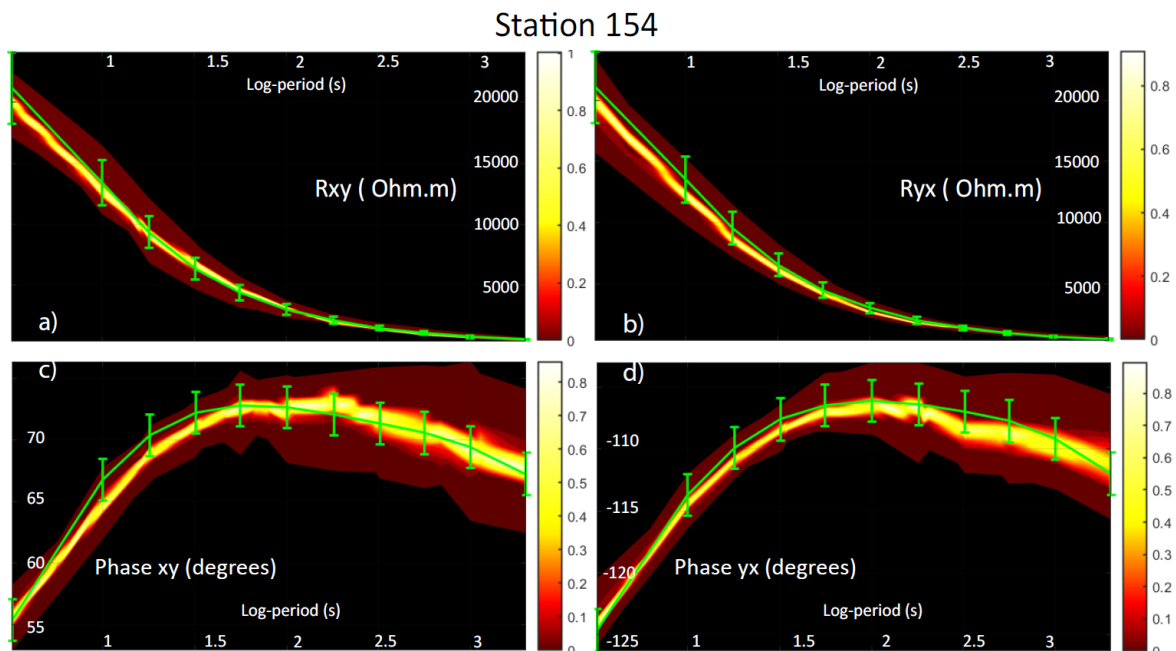 Station 154
1 1.5 2 2.5 3
Log-period (s)
20000
15000
Rxy ( Ohm.m)
10000
5000
a)
1
0.8
0.6
0.4
0.2
0
1 1.5 2 2.5 3
Log-period (s)
20000
15000
Ryx ( Ohm.m)
10000
5000
b)
0.8
0.6
0.4
0.2
0
c)
70
65
60
55
Phase xy (degrees)
Log-period (s)
1 1.5 2 2.5 3
0.8
0.7
0.6
0.5
0.4
0.3
0.2
0.1
0
d)
-110
-115
-120
-125
Phase yx (degrees)
Log-period (s)
1 1.5 2 2.5 3
0.8
0.7
0.6
0.5
0.4
0.3
0.2
0.1
0